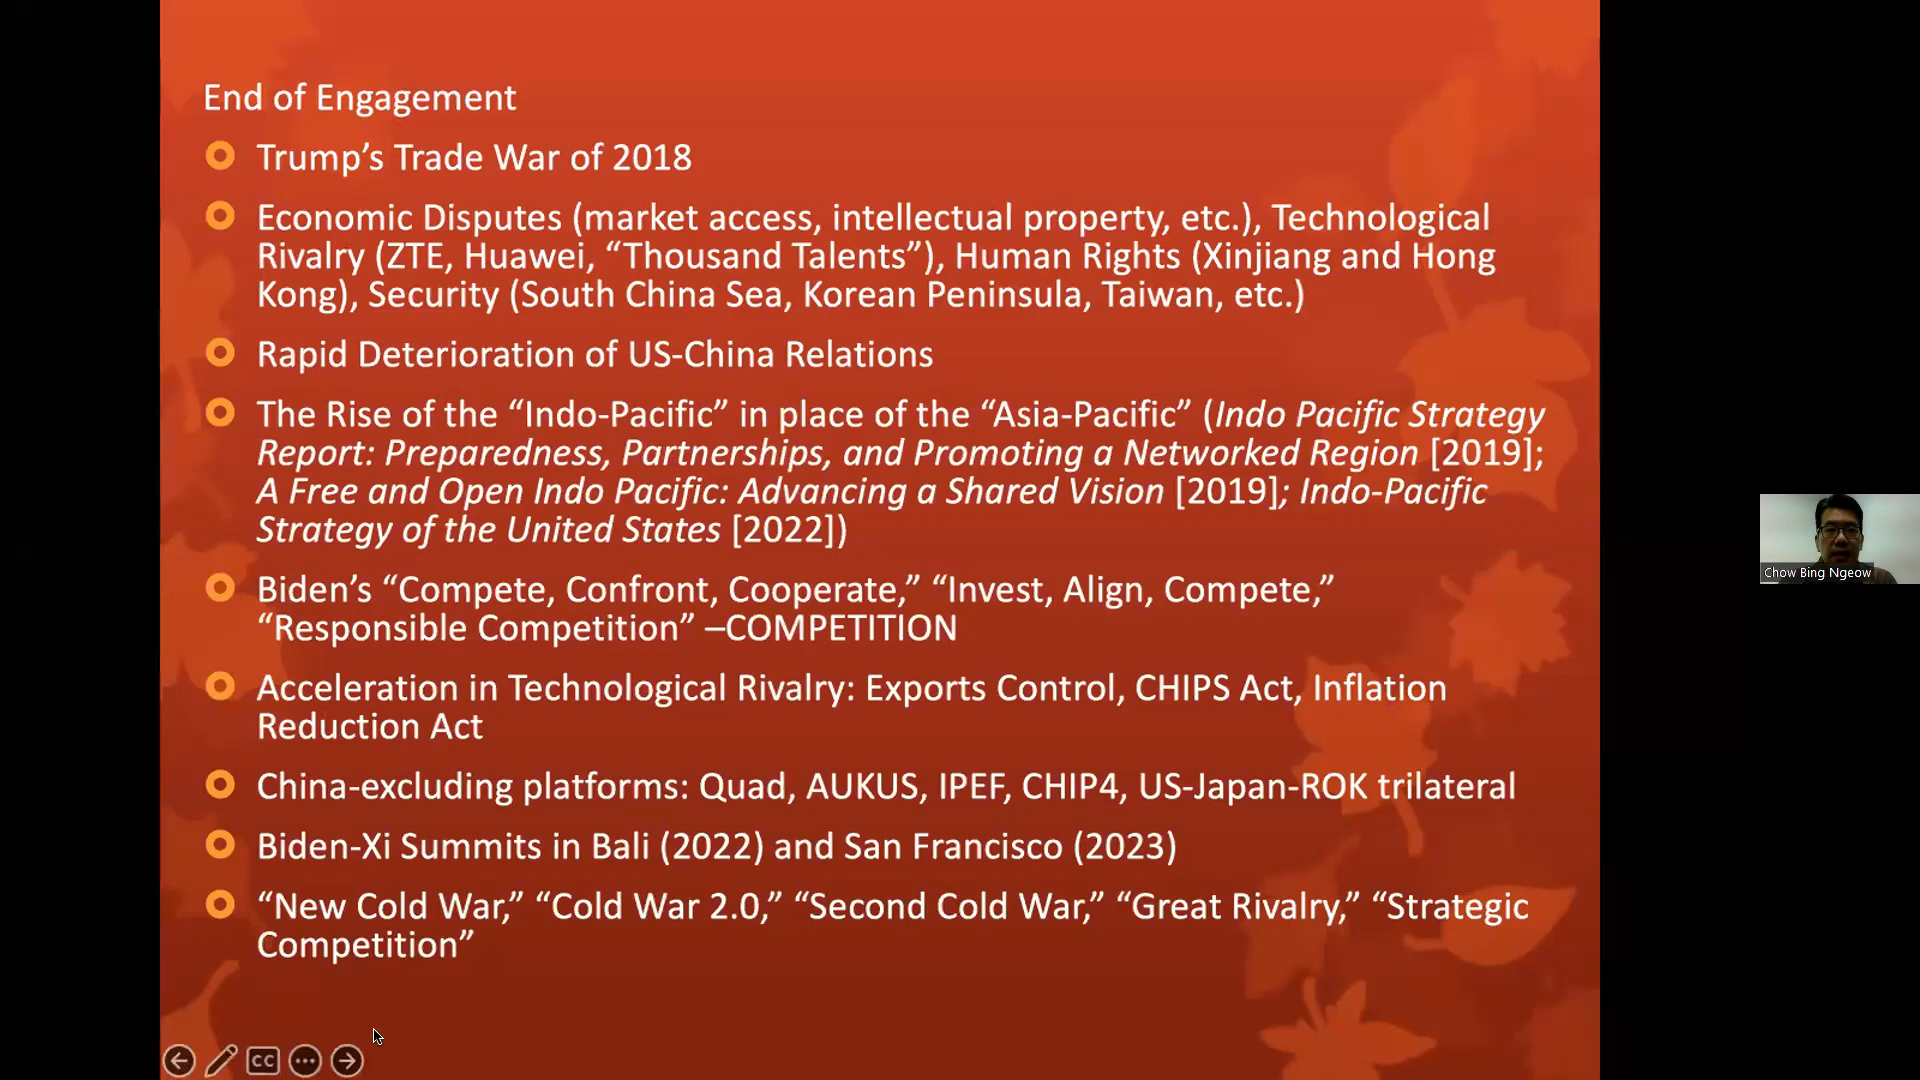 End of Engagement
Trump’s Trade War of 2018
Economic Disputes (market access, intellectual property, etc.), Technological
Rivalry (ZTE, Huawei, “Thousand Talents”), Human Rights (Xinjiang and Hong
Kong), Security (South China Sea, Korean Peninsula, Taiwan, etc.)
Rapid Deterioration of US-China Relations
The Rise of the “Indo-Pacific” in place of the “Asia-Pacific” (Indo Pacific Strategy
Report: Preparedness, Partnerships, and Promoting a Networked Region [2019];
A Free and Open Indo Pacific: Advancing a Shared Vision [2019]; Indo-Pacific
Strategy of the United States [2022])
Biden’s “Compete, Confront, Cooperate,” “Invest, Align, Compete,”
“Responsible Competition” –COMPETITION
Acceleration in Technological Rivalry: Exports Control, CHIPS Act, Inflation
Reduction Act
China-excluding platforms: Quad, AUKUS, IPEF, CHIP4, US-Japan-ROK trilateral
Biden-Xi Summits in Bali (2022) and San Francisco (2023)
“New Cold War,” “Cold War 2.0,” “Second Cold War,” “Great Rivalry,” “Strategic
Competition”
CC
Chow Bing Ngeow